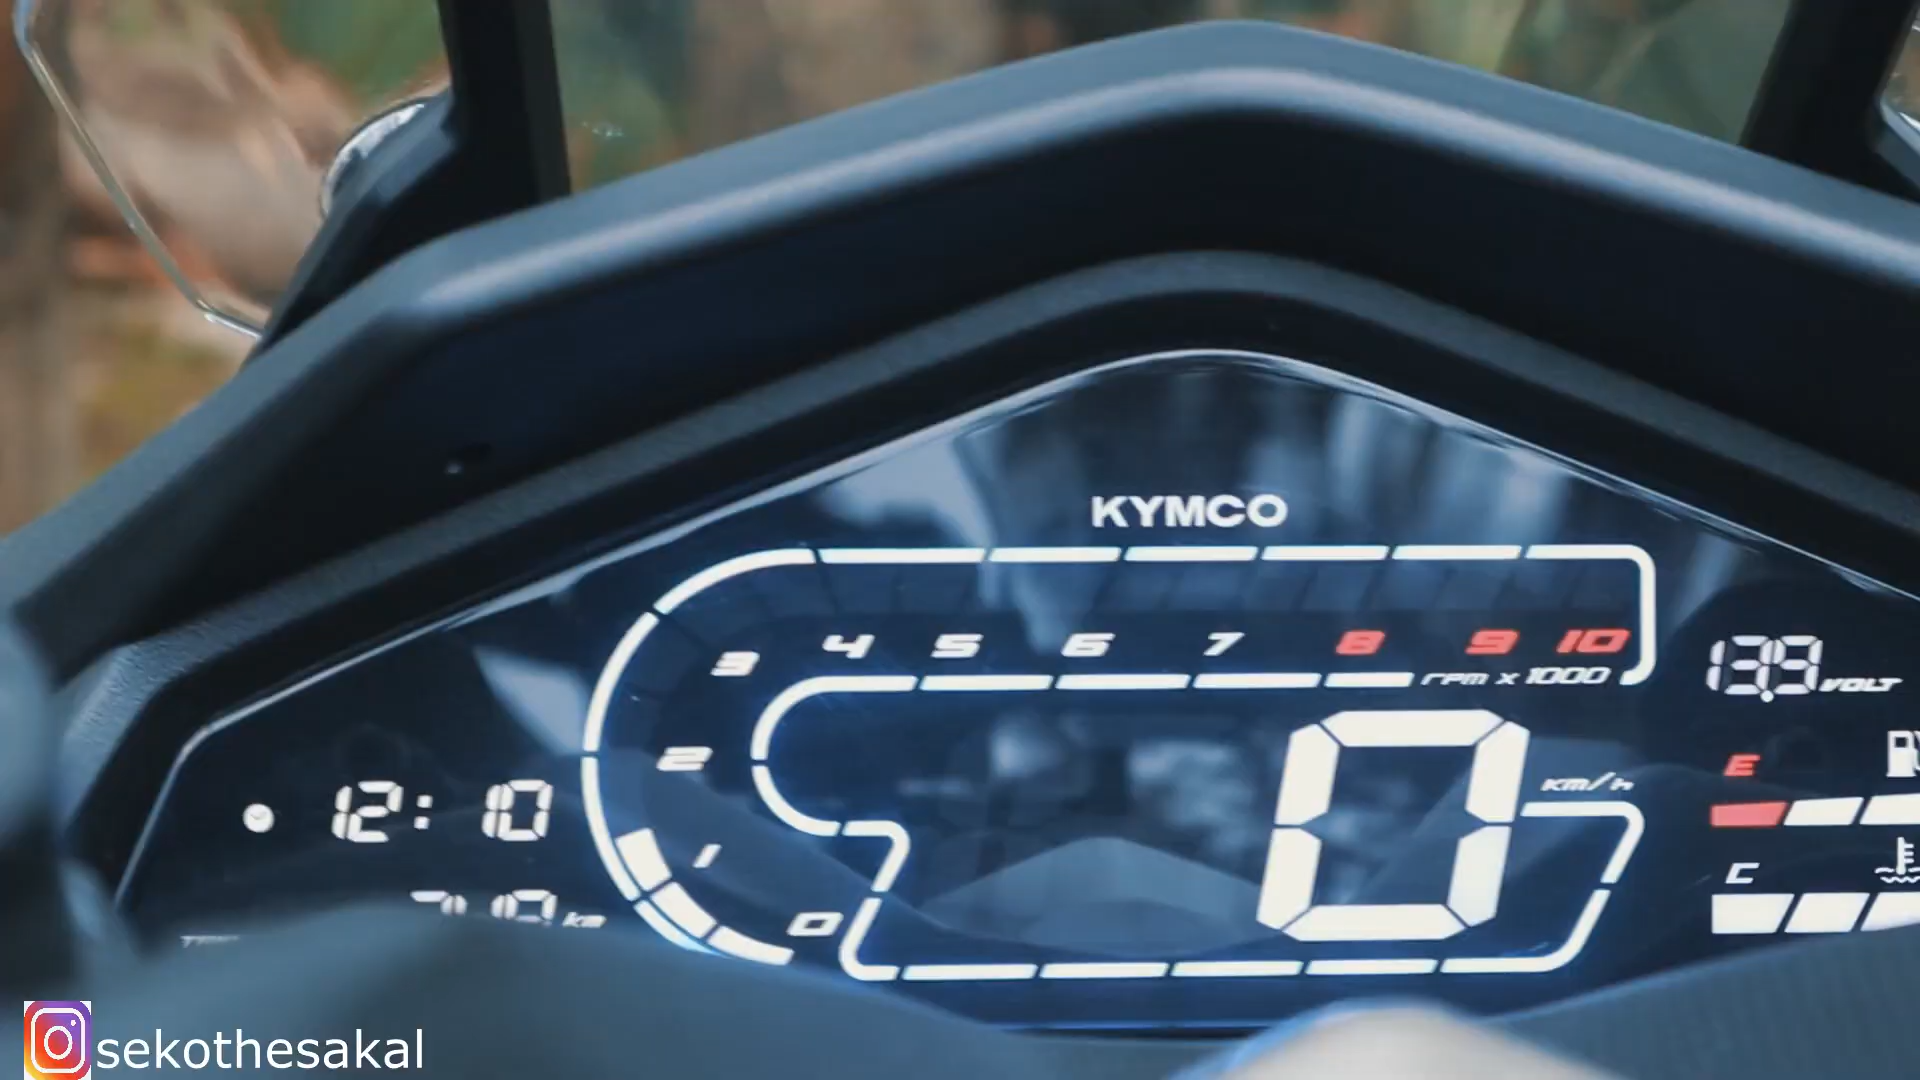 KYMCO
3 4 5 6 7 8 9 10
rpm x 1000
13.9 VOLT
2
0
km/h
E
12:10
1
C
0
km
sekothesakal